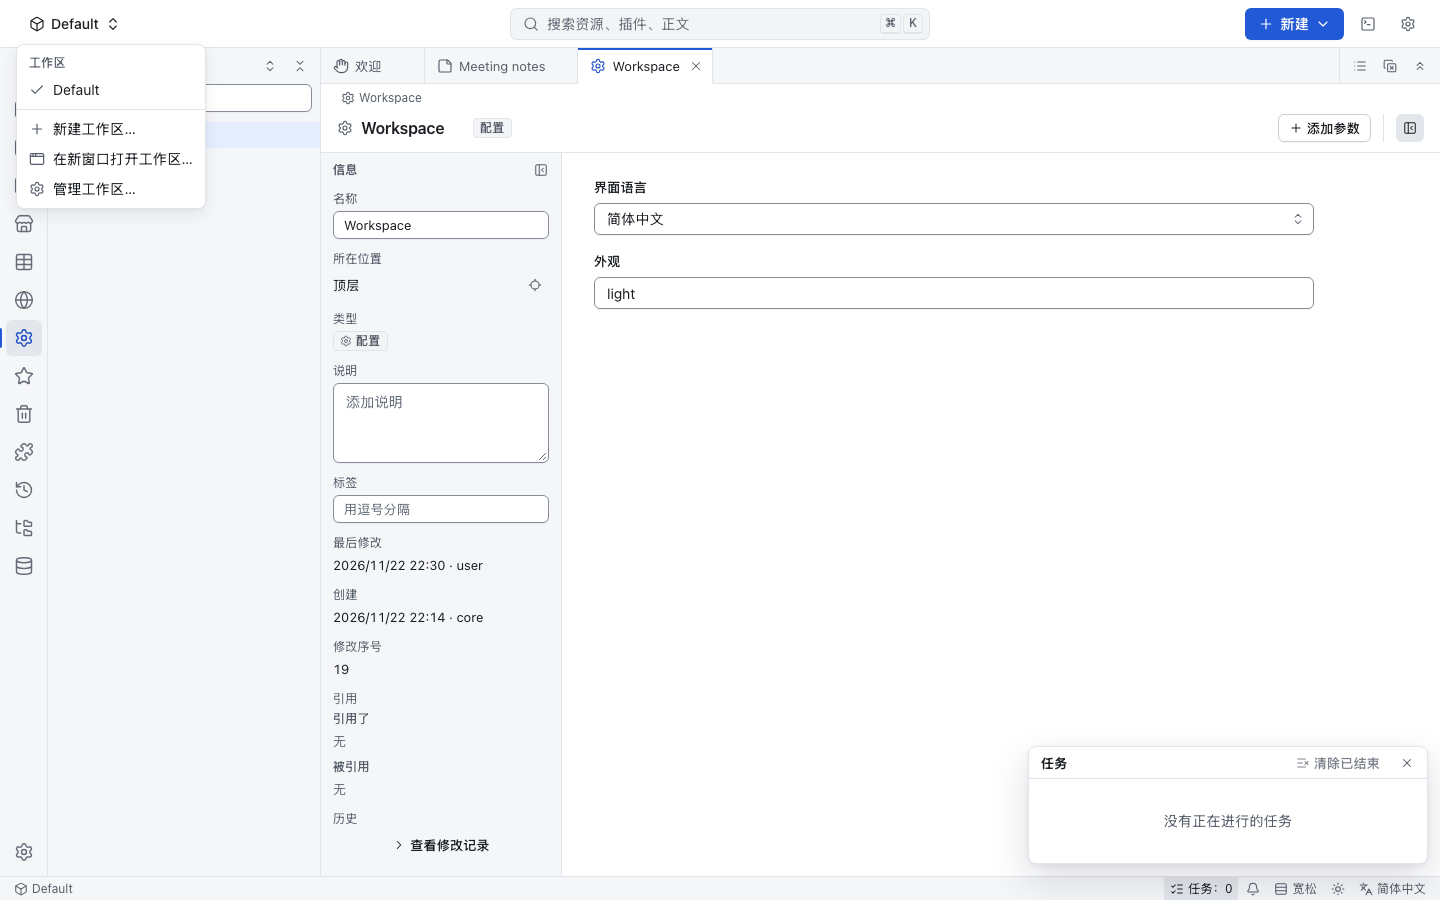 Default
搜索资源、插件、正文
⌘ K
新建
工作区
Default
新建工作区...
在新窗口打开工作区...
管理工作区...
欢迎
Meeting notes
Workspace
Workspace
Workspace
配置
添加参数
信息
名称
Workspace
所在位置
顶层
类型
配置
说明
添加说明
标签
用逗号分隔
最后修改
2026/11/22 22:30 · user
创建
2026/11/22 22:14 · core
修改序号
19
引用
引用了
无
被引用
无
历史
查看修改记录
界面语言
简体中文
外观
light
任务
清除已结束
没有正在进行的任务
Default
任务: 0
宽松
简体中文